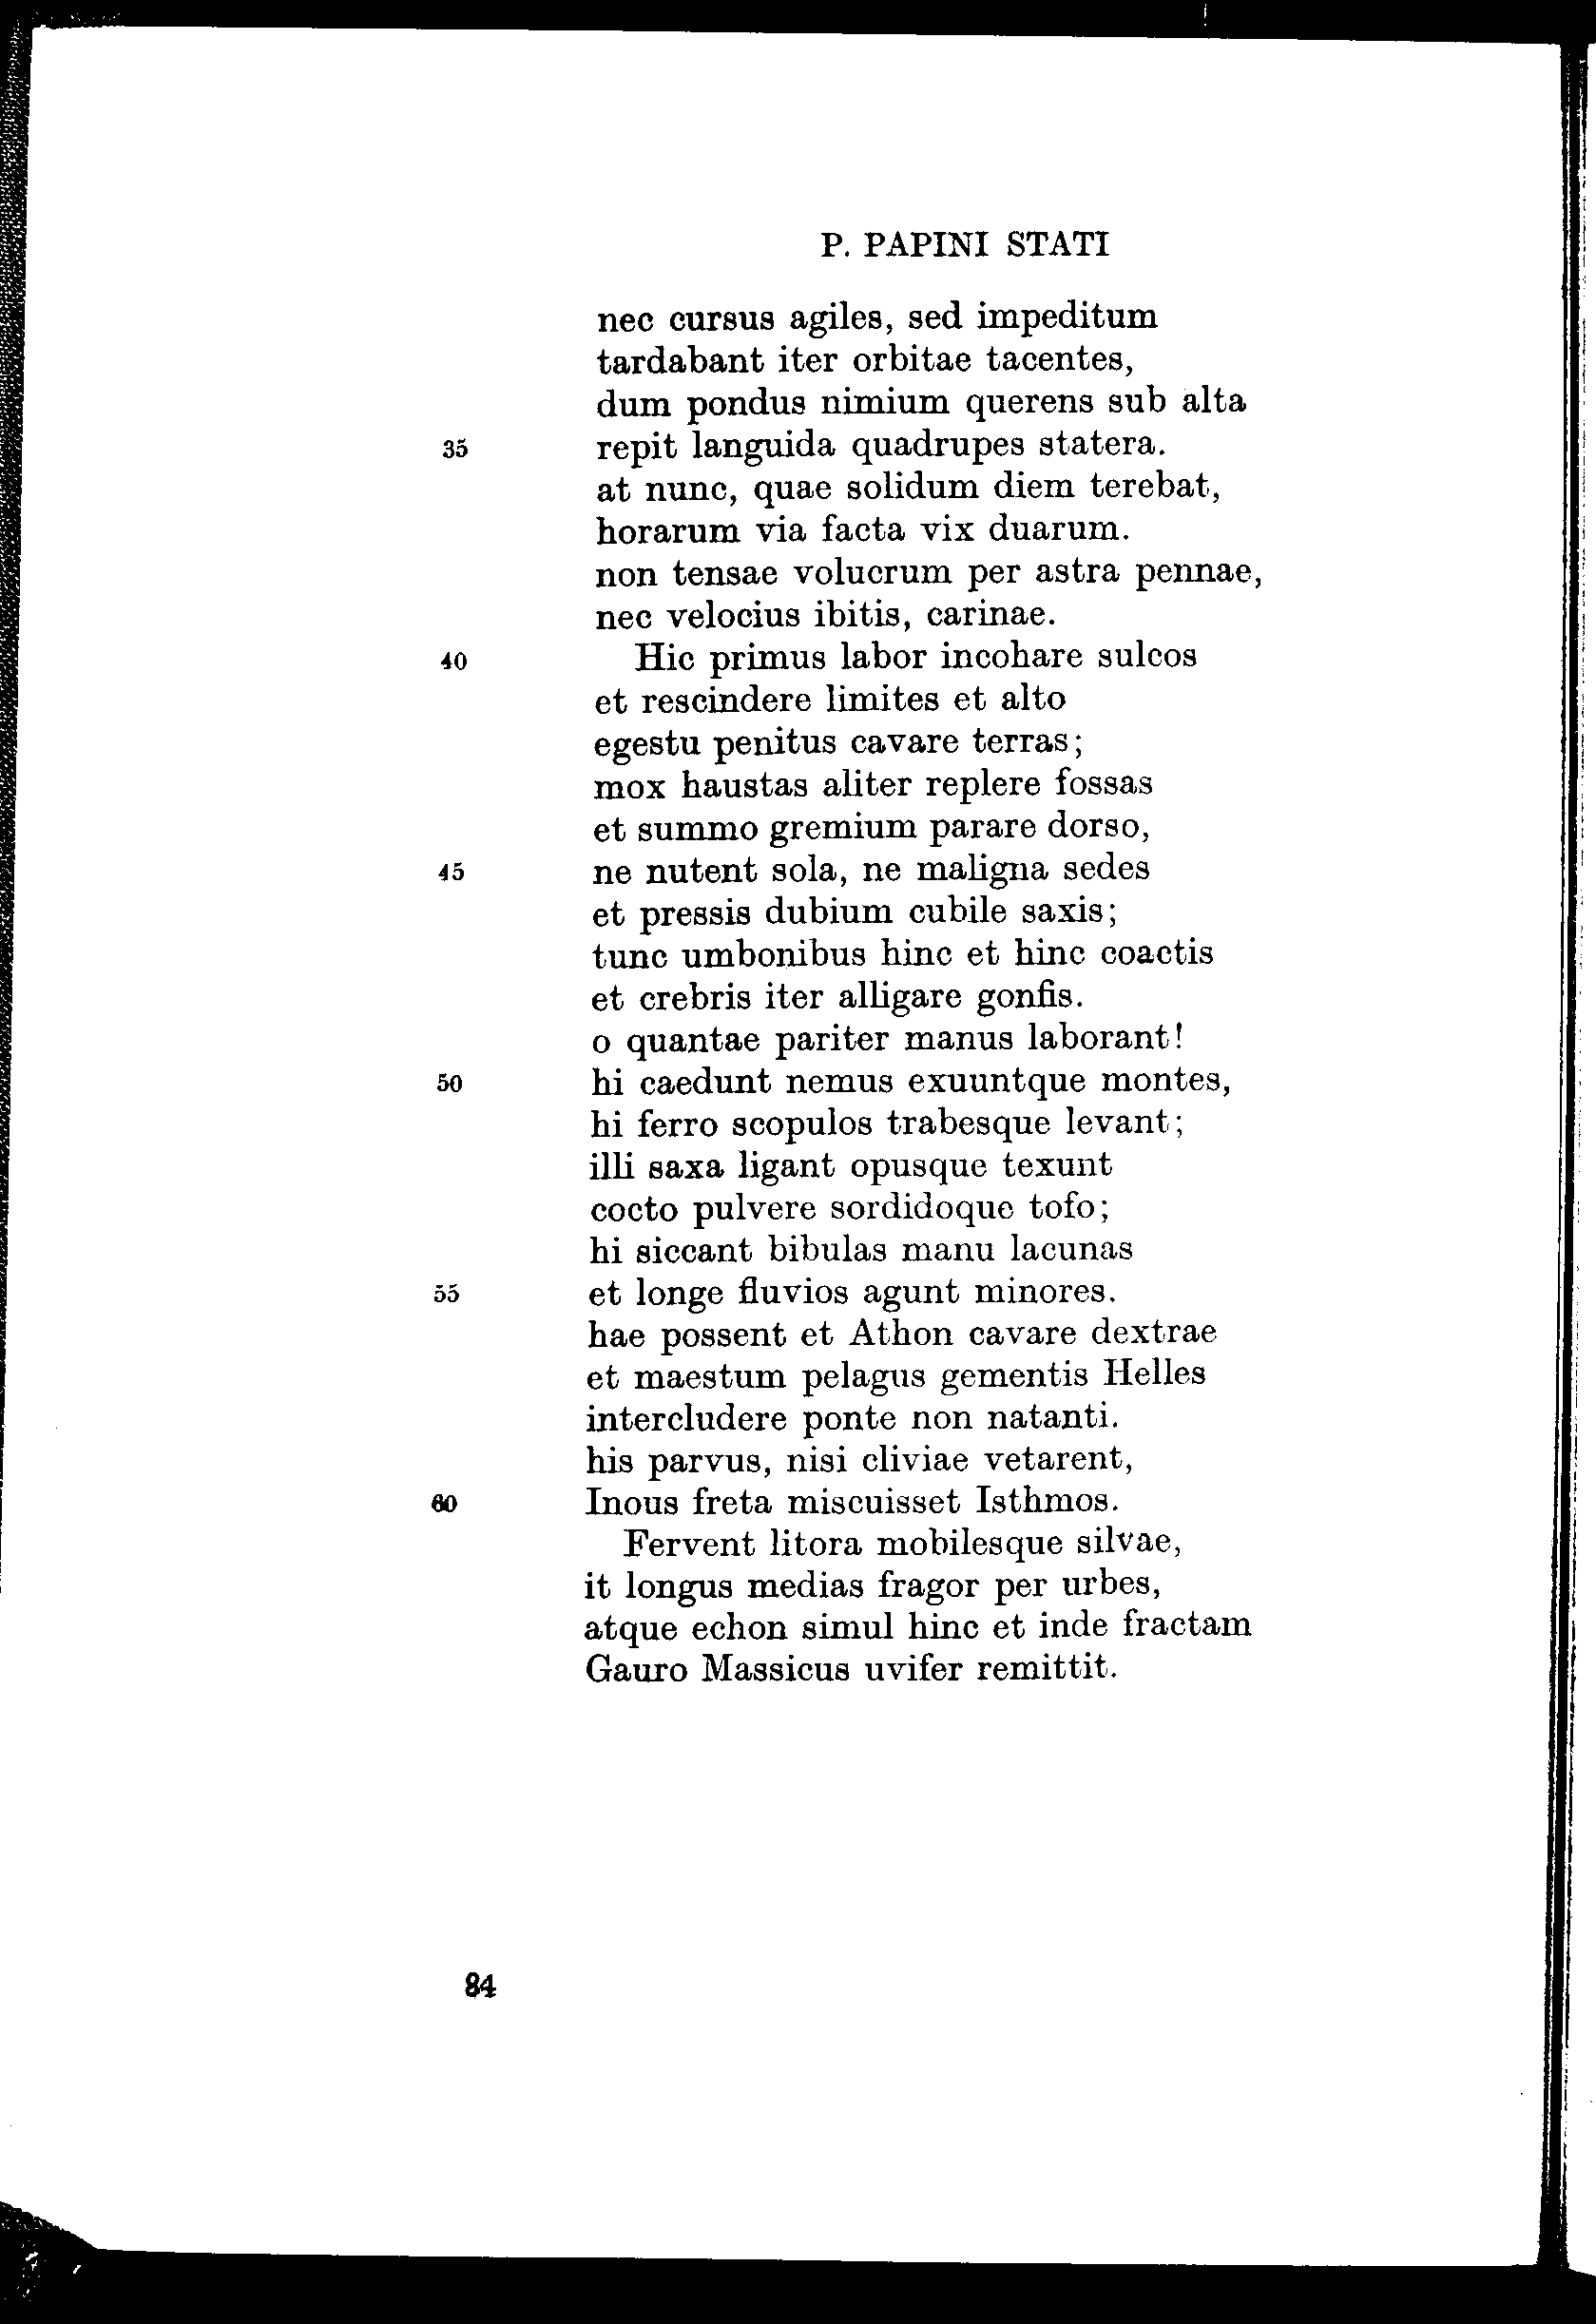 P. PAPINI STATI
nec cursus agiles, sed impeditum
tardabant iter orbitae tacentes,
dum pondus nimium querens sub alta
35 repit languida quadrupes statera.
at nunc, quae solidum diem terebat,
horarum via facta vix duarum.
non tensae volucrum per astra pennae,
nec velocius ibitis, carinae.
40 Hic primus labor incohare sulcos
et rescindere limites et alto
egestu penitus cavare terras;
mox haustas aliter replere fossas
et summo gremium parare dorso,
45 ne nutent sola, ne maligna sedes
et pressis dubium cubile saxis;
tunc umbonibus hinc et hinc coactis
et crebris iter alligare gonfis.
o quantae pariter manus laborant!
50 hi caedunt nemus exuuntque montes,
hi ferro scopulos trabesque levant;
illi saxa ligant opusque texunt
cocto pulvere sordidoque tofo;
hi siccant bibulas manu lacunas
55 et longe fluvios agunt minores.
hae possent et Athon cavare dextrae
et maestum pelagus gementis Helles
intercludere ponte non natanti.
his parvus, nisi cliviae vetarent,
60 Inous freta miscuisset Isthmos.
Fervent litora mobilesque silvae,
it longus medias fragor per urbes,
atque echon simul hinc et inde fractam
Gauro Massicus uvifer remittit.
84